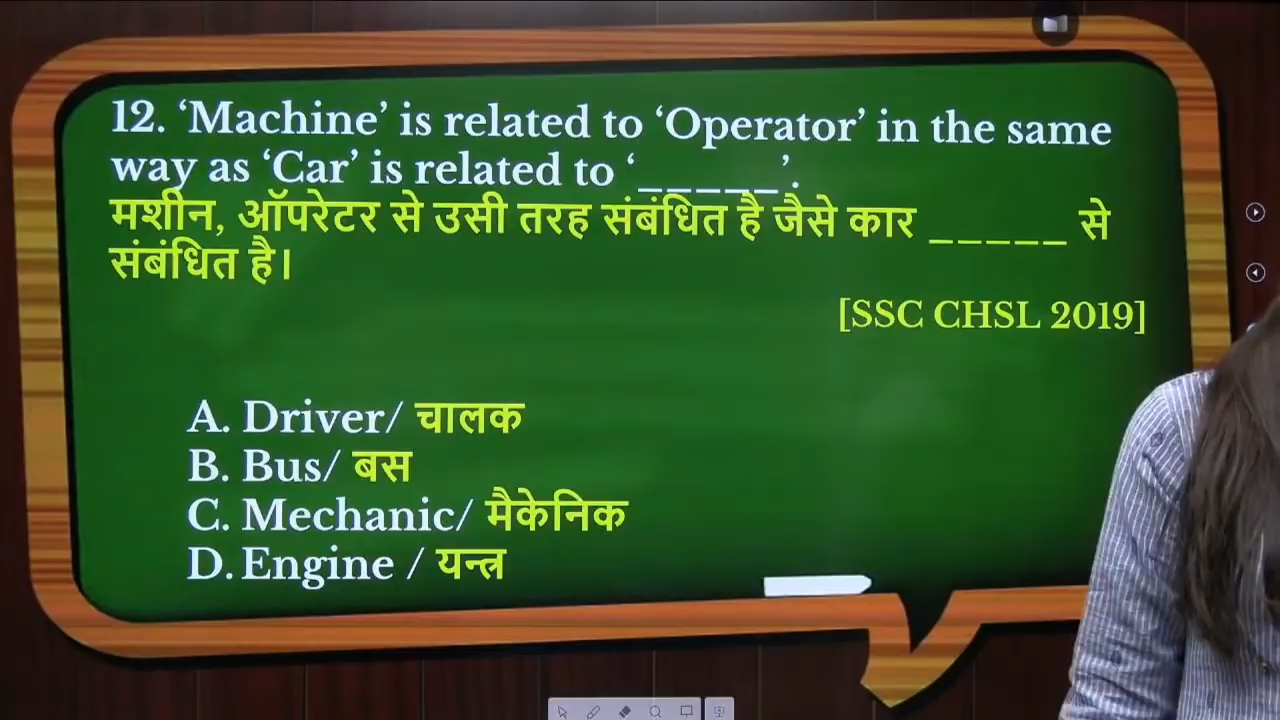 12. ‘Machine’ is related to ‘Operator’ in the same
way as ‘Car’ is related to ‘_____’.
मशीन, ऑपरेटर से उसी तरह संबंधित है जैसे कार _____ से
संबंधित है।
[SSC CHSL 2019]
A. Driver/ चालक
B. Bus/ बस
C. Mechanic/ मैकेनिक
D. Engine / यन्त्र